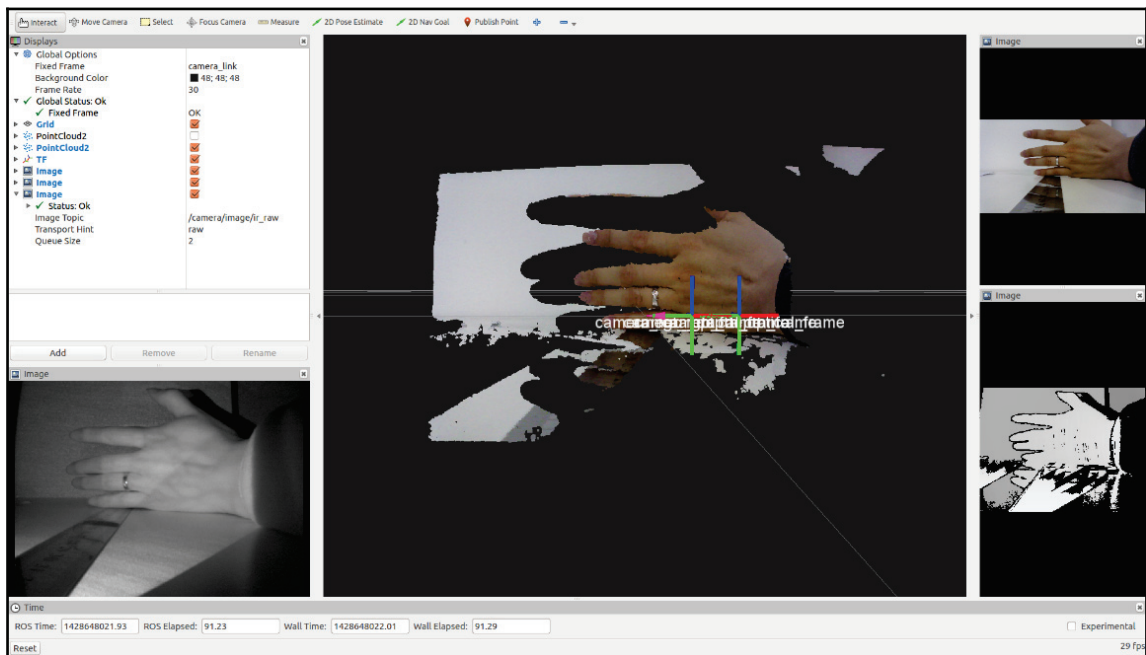 Interact Move Camera Select Focus Camera Measure 2D Pose Estimate 2D Nav Goal Publish Point
Displays
Global Options
Fixed Frame camera_link
Background Color 48; 48; 48
Frame Rate 30
Global Status: Ok
Fixed Frame OK
Grid
PointCloud2
PointCloud2
TF
Image
Image
Image
Status: Ok
Image Topic /camera/image/ir_raw
Transport Hint raw
Queue Size 2
Add Remove Rename
Image
Image
Image
Time
ROS Time: 1428648021.93 ROS Elapsed: 91.23 Wall Time: 1428648022.01 Wall Elapsed: 91.29 Experimental
Reset 29 fps